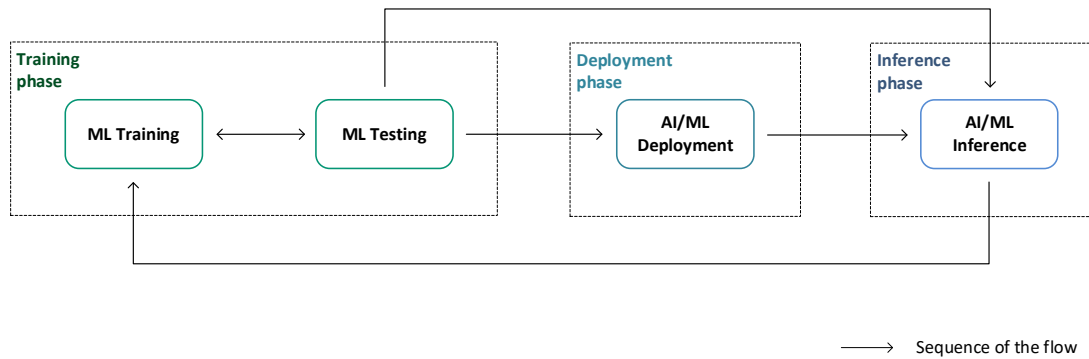 Training
phase
ML Training
ML Testing
Deployment
phase
AI/ML
Deployment
Inference
phase
AI/ML
Inference
Sequence of the flow